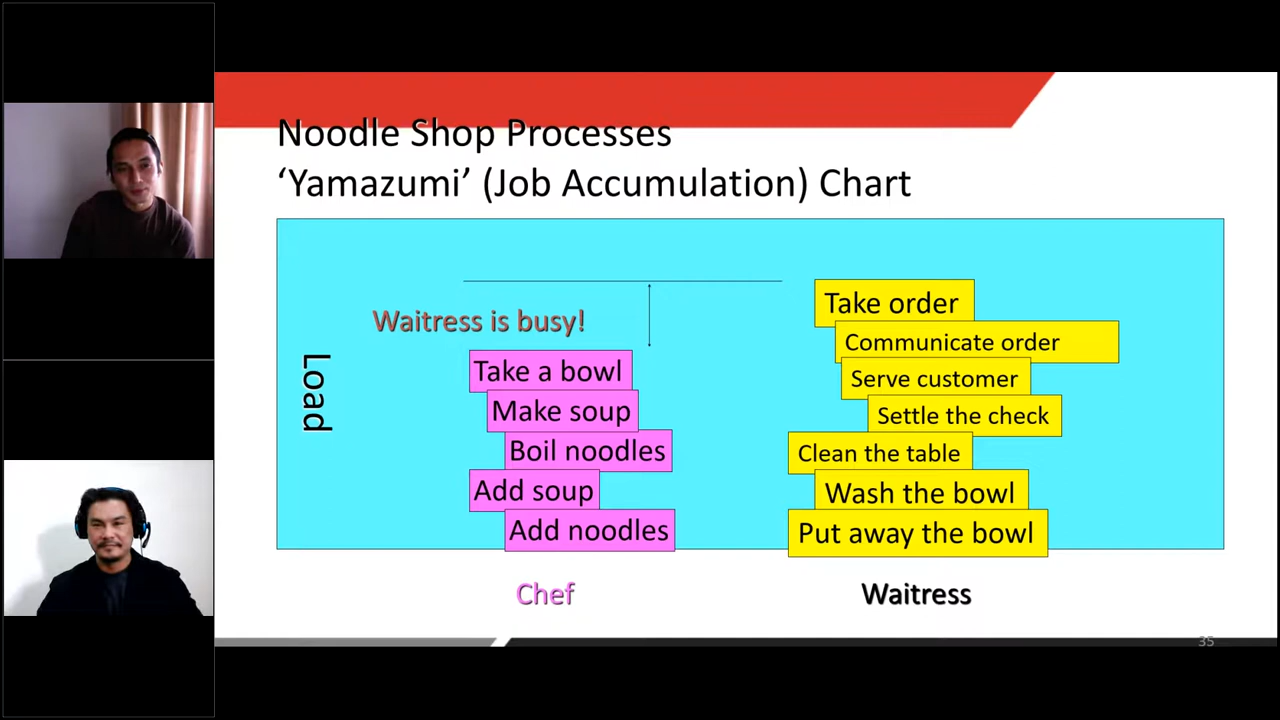 Noodle Shop Processes
‘Yamazumi’ (Job Accumulation) Chart
Waitress is busy!
Load
Take a bowl
Make soup
Boil noodles
Add soup
Add noodles
Take order
Communicate order
Serve customer
Settle the check
Clean the table
Wash the bowl
Put away the bowl
Chef
Waitress
35